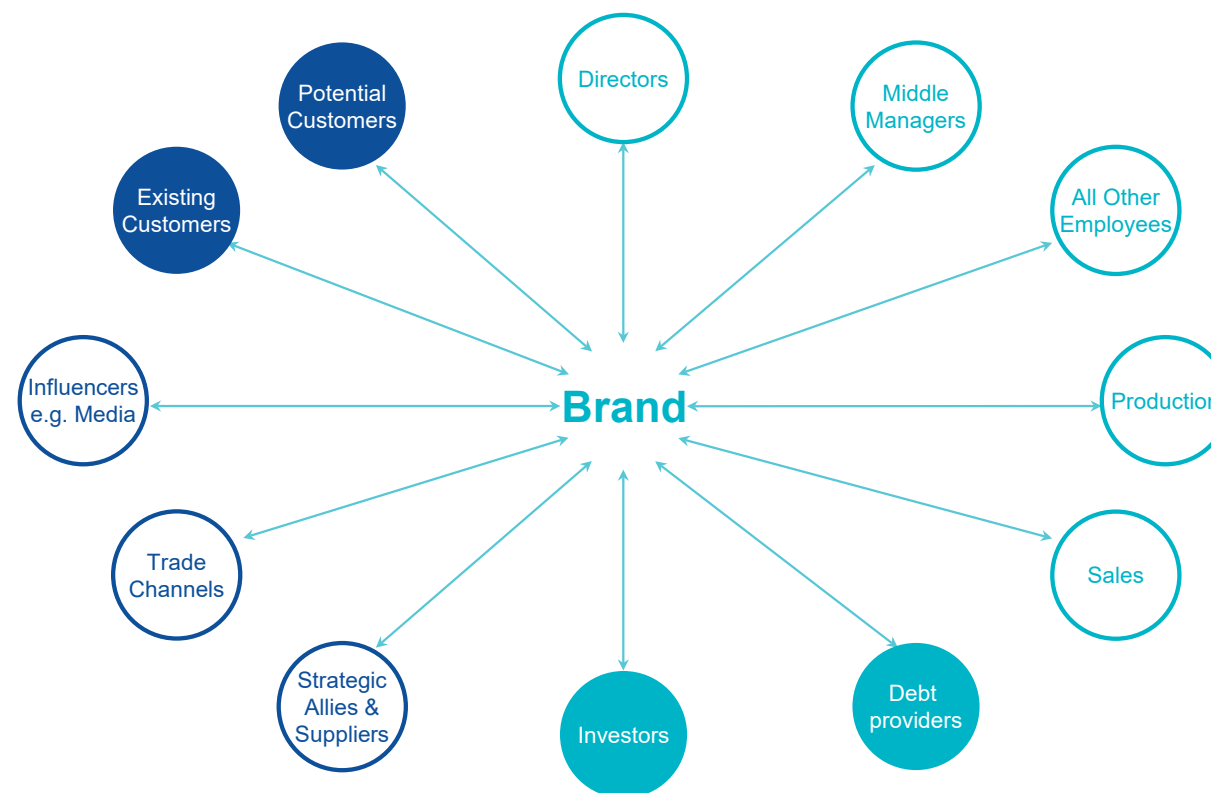 Directors
Potential
Customers
Middle
Managers
Existing
Customers
All Other
Employees
Influencers
e.g. Media
Brand
Production
Trade
Channels
Sales
Strategic
Allies &
Suppliers
Investors
Debt
providers